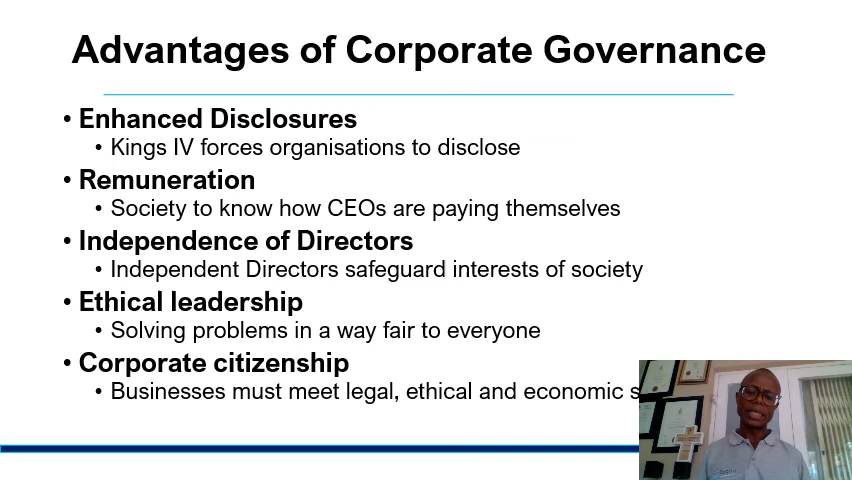 Advantages of Corporate Governance
• Enhanced Disclosures
• Kings IV forces organisations to disclose
• Remuneration
• Society to know how CEOs are paying themselves
• Independence of Directors
• Independent Directors safeguard interests of society
• Ethical leadership
• Solving problems in a way fair to everyone
• Corporate citizenship
• Businesses must meet legal, ethical and economic